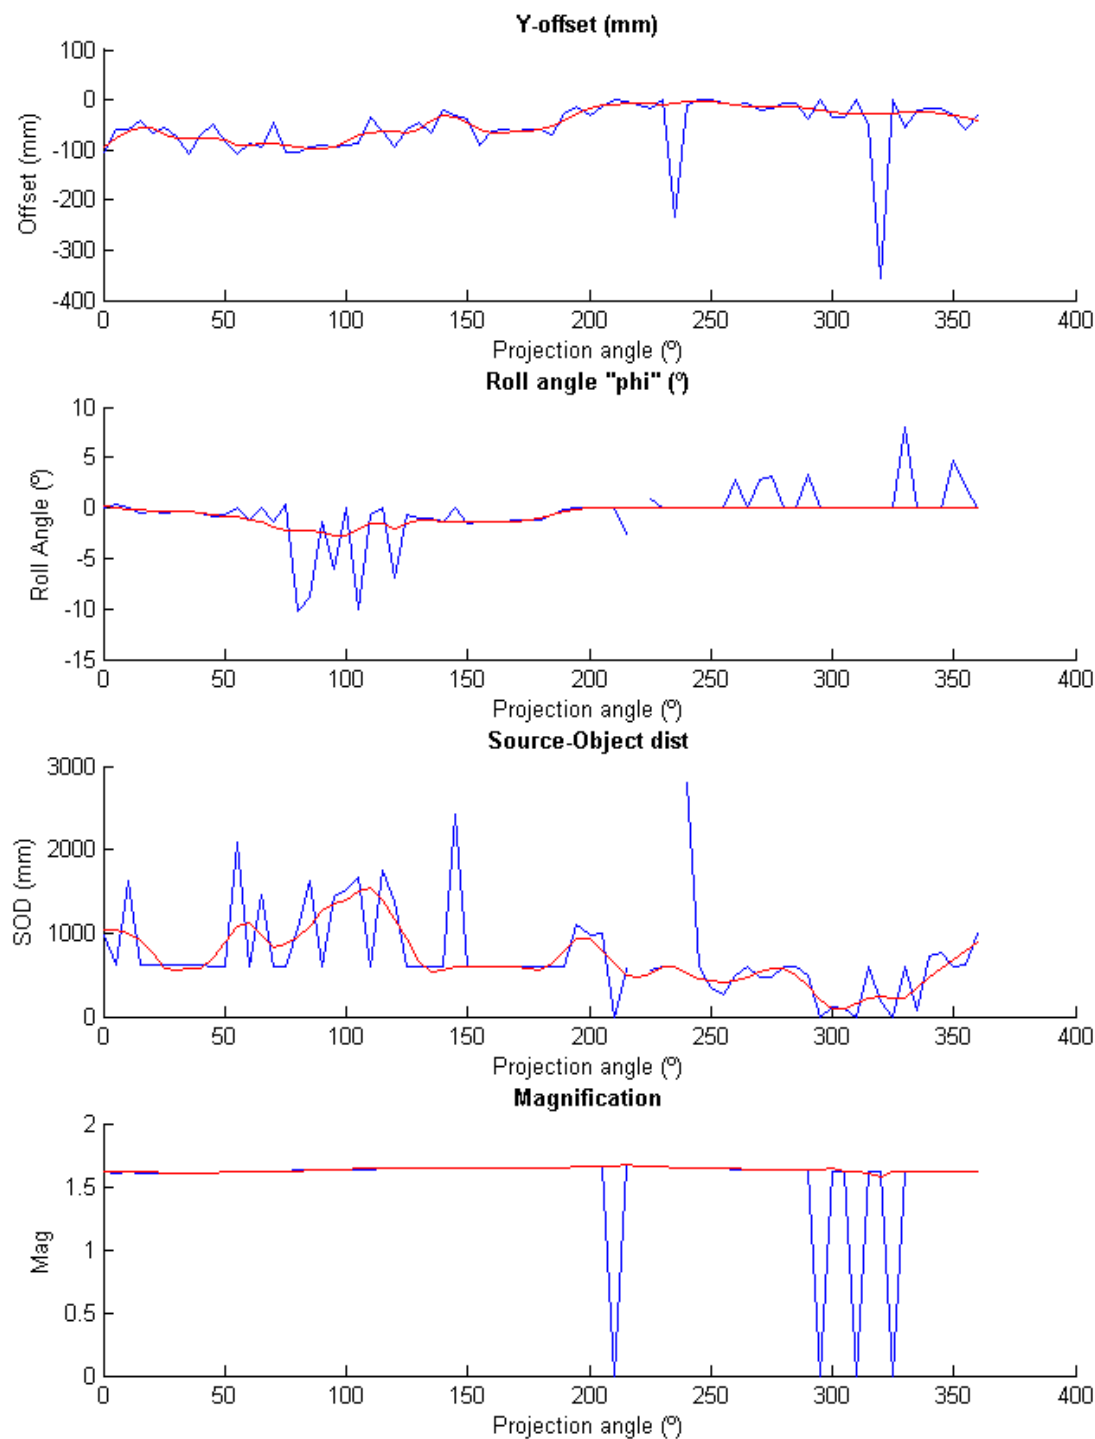 Y-offset (mm)
100
0
-100
-200
-300
-400
Offset (mm)
0 50 100 150 200 250 300 350 400
Projection angle (º)
Roll angle "phi" (º)
10
5
0
-5
-10
-15
Roll Angle (º)
0 50 100 150 200 250 300 350 400
Projection angle (º)
Source-Object dist
3000
2000
1000
0
SOD (mm)
0 50 100 150 200 250 300 350 400
Projection angle (º)
Magnification
2
1.5
1
0.5
0
Mag
0 50 100 150 200 250 300 350 400
Projection angle (º)